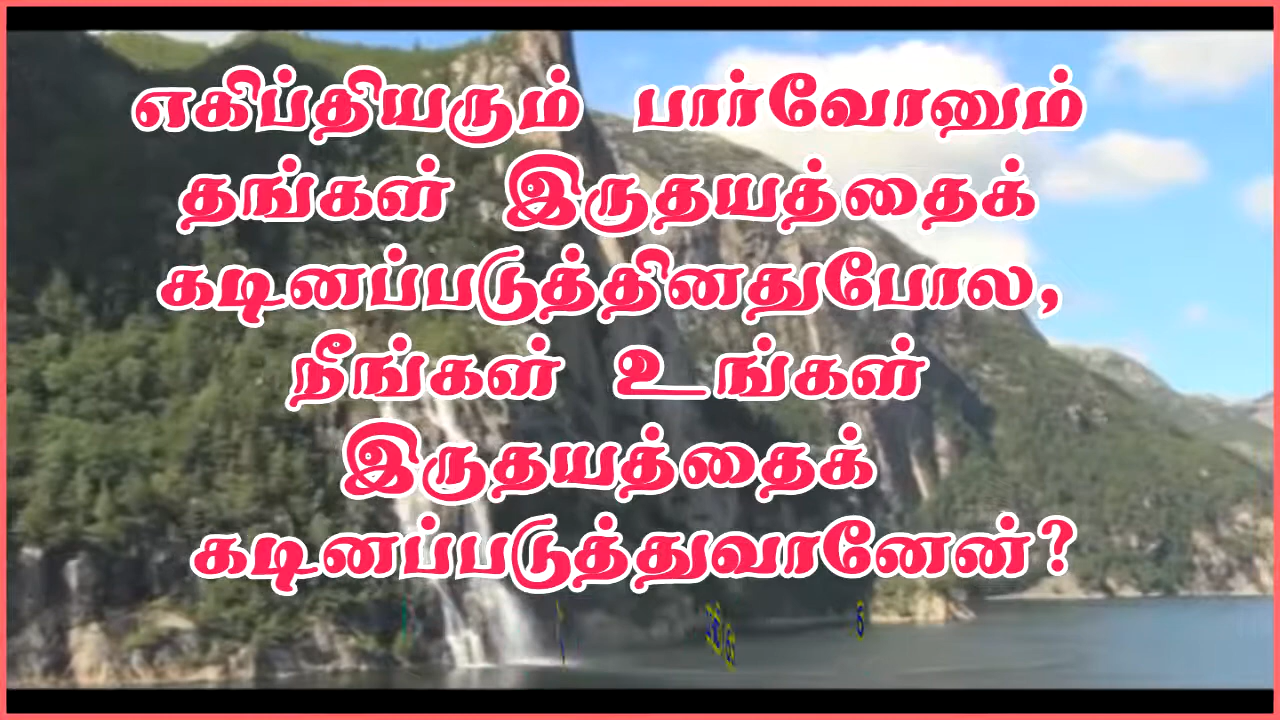 எகிப்தியரும் பார்வோனும்
தங்கள் இருதயத்தைக்
கடினப்படுத்தினதுபோல,
நீங்கள் உங்கள்
இருதயத்தைக்
கடினப்படுத்துவானேன்?